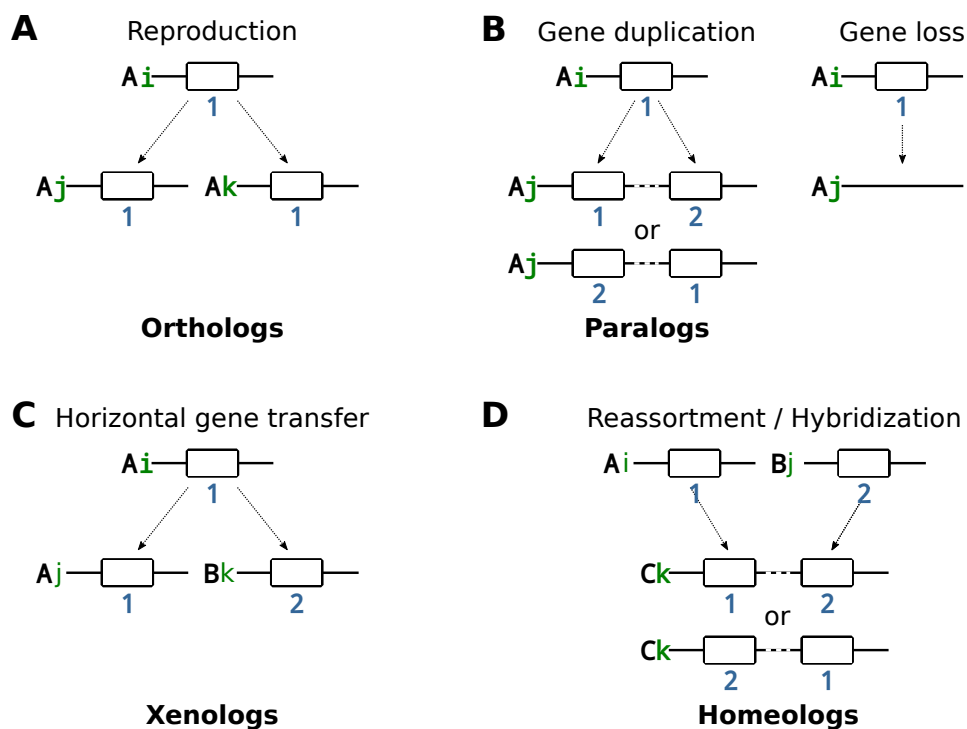 A Reproduction
Ai
1
Aj Ak
1 1
Orthologs
B Gene duplication Gene loss
Ai Ai
1 1
Aj Aj
1 2
or
Aj
2 1
Paralogs
C Horizontal gene transfer
Ai
1
Aj Bk
1 2
Xenologs
D Reassortment / Hybridization
Ai Bj
1 2
Ck
1 2
or
Ck
2 1
Homeologs